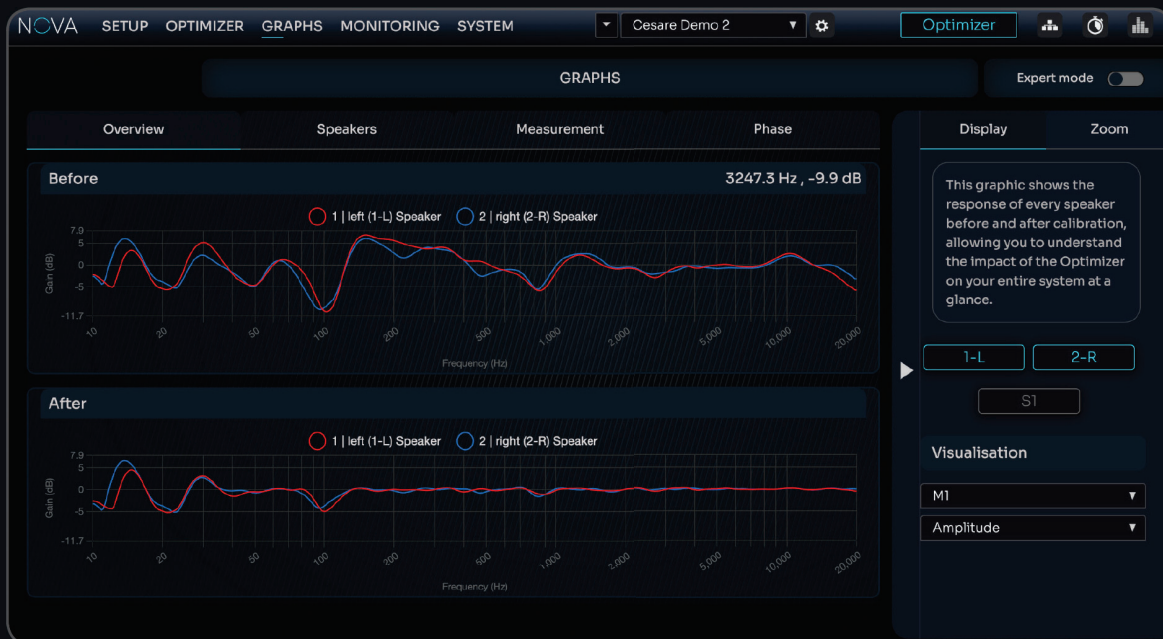 NOVA SETUP OPTIMIZER GRAPHS MONITORING SYSTEM Cesare Demo 2 Optimizer
GRAPHS
Expert mode
Overview Speakers Measurement Phase
Display Zoom
Before 3247.3 Hz , -9.9 dB
1 | left (1-L) Speaker 2 | right (2-R) Speaker
Gain (dB)
7.9
5
0
-5
-11.7
10 20 50 100 200 500 1,000 2,000 5,000 10,000 20,000
Frequency (Hz)
After
1 | left (1-L) Speaker 2 | right (2-R) Speaker
Gain (dB)
7.9
5
0
-5
-11.7
10 20 50 100 200 500 1,000 2,000 5,000 10,000 20,000
Frequency (Hz)
This graphic shows the
response of every speaker
before and after calibration,
allowing you to understand
the impact of the Optimizer
on your entire system at a
glance.
1-L 2-R
S1
Visualisation
M1
Amplitude